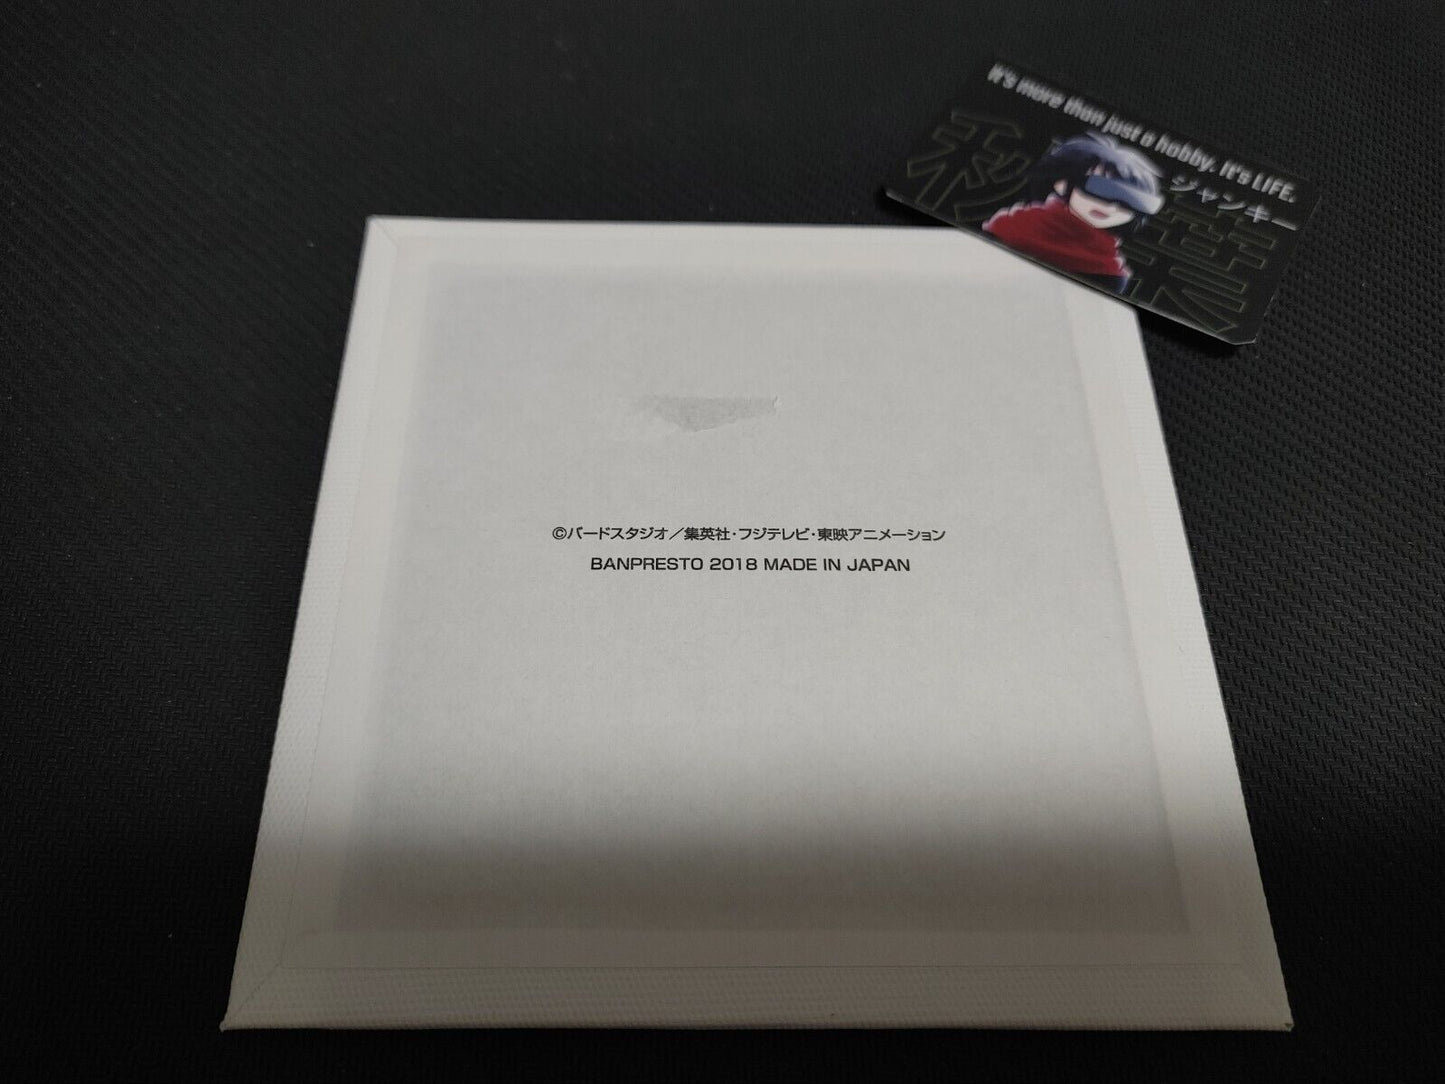 It's more than just a hobby. It's LIFE.
ジャンキー
©バードスタジオ／集英社・フジテレビ・東映アニメーション
BANPRESTO 2018 MADE IN JAPAN